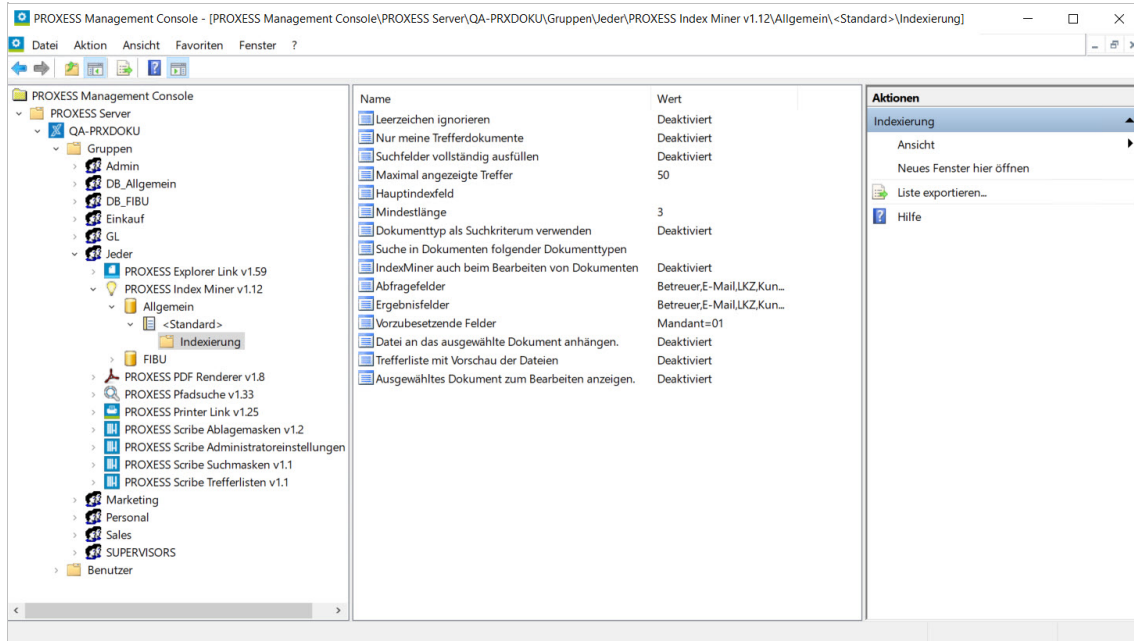 PROXESS Management Console - [PROXESS Management Console\PROXESS Server\QA-PRXDOKU\Gruppen\Jeder\PROXESS Index Miner v1.12\Allgemein\<Standard>\Indexierung]
Datei Aktion Ansicht Favoriten Fenster ?
PROXESS Management Console
PROXESS Server
QA-PRXDOKU
Gruppen
Admin
DB_Allgemein
DB_FIBU
Einkauf
GL
Jeder
PROXESS Explorer Link v1.59
PROXESS Index Miner v1.12
Allgemein
<Standard>
Indexierung
FIBU
PROXESS PDF Renderer v1.8
PROXESS Pfadsuche v1.33
PROXESS Printer Link v1.25
PROXESS Scribe Ablagemasken v1.2
PROXESS Scribe Administratoreinstellungen
PROXESS Scribe Suchmasken v1.1
PROXESS Scribe Trefferlisten v1.1
Marketing
Personal
Sales
SUPERVISORS
Benutzer
Name Wert
Leerzeichen ignorieren Deaktiviert
Nur meine Trefferdokumente Deaktiviert
Suchfelder vollständig ausfüllen Deaktiviert
Maximal angezeigte Treffer 50
Hauptindexfeld
Mindestlänge 3
Dokumenttyp als Suchkriterum verwenden Deaktiviert
Suche in Dokumenten folgender Dokumenttypen
IndexMiner auch beim Bearbeiten von Dokumenten Deaktiviert
Abfragefelder Betreuer,E-Mail,LKZ,Kun...
Ergebnisfelder Betreuer,E-Mail,LKZ,Kun...
Vorzubesetzende Felder Mandant=01
Datei an das ausgewählte Dokument anhängen. Deaktiviert
Trefferliste mit Vorschau der Dateien Deaktiviert
Ausgewähltes Dokument zum Bearbeiten anzeigen. Deaktiviert
Aktionen
Indexierung
Ansicht
Neues Fenster hier öffnen
Liste exportieren...
Hilfe